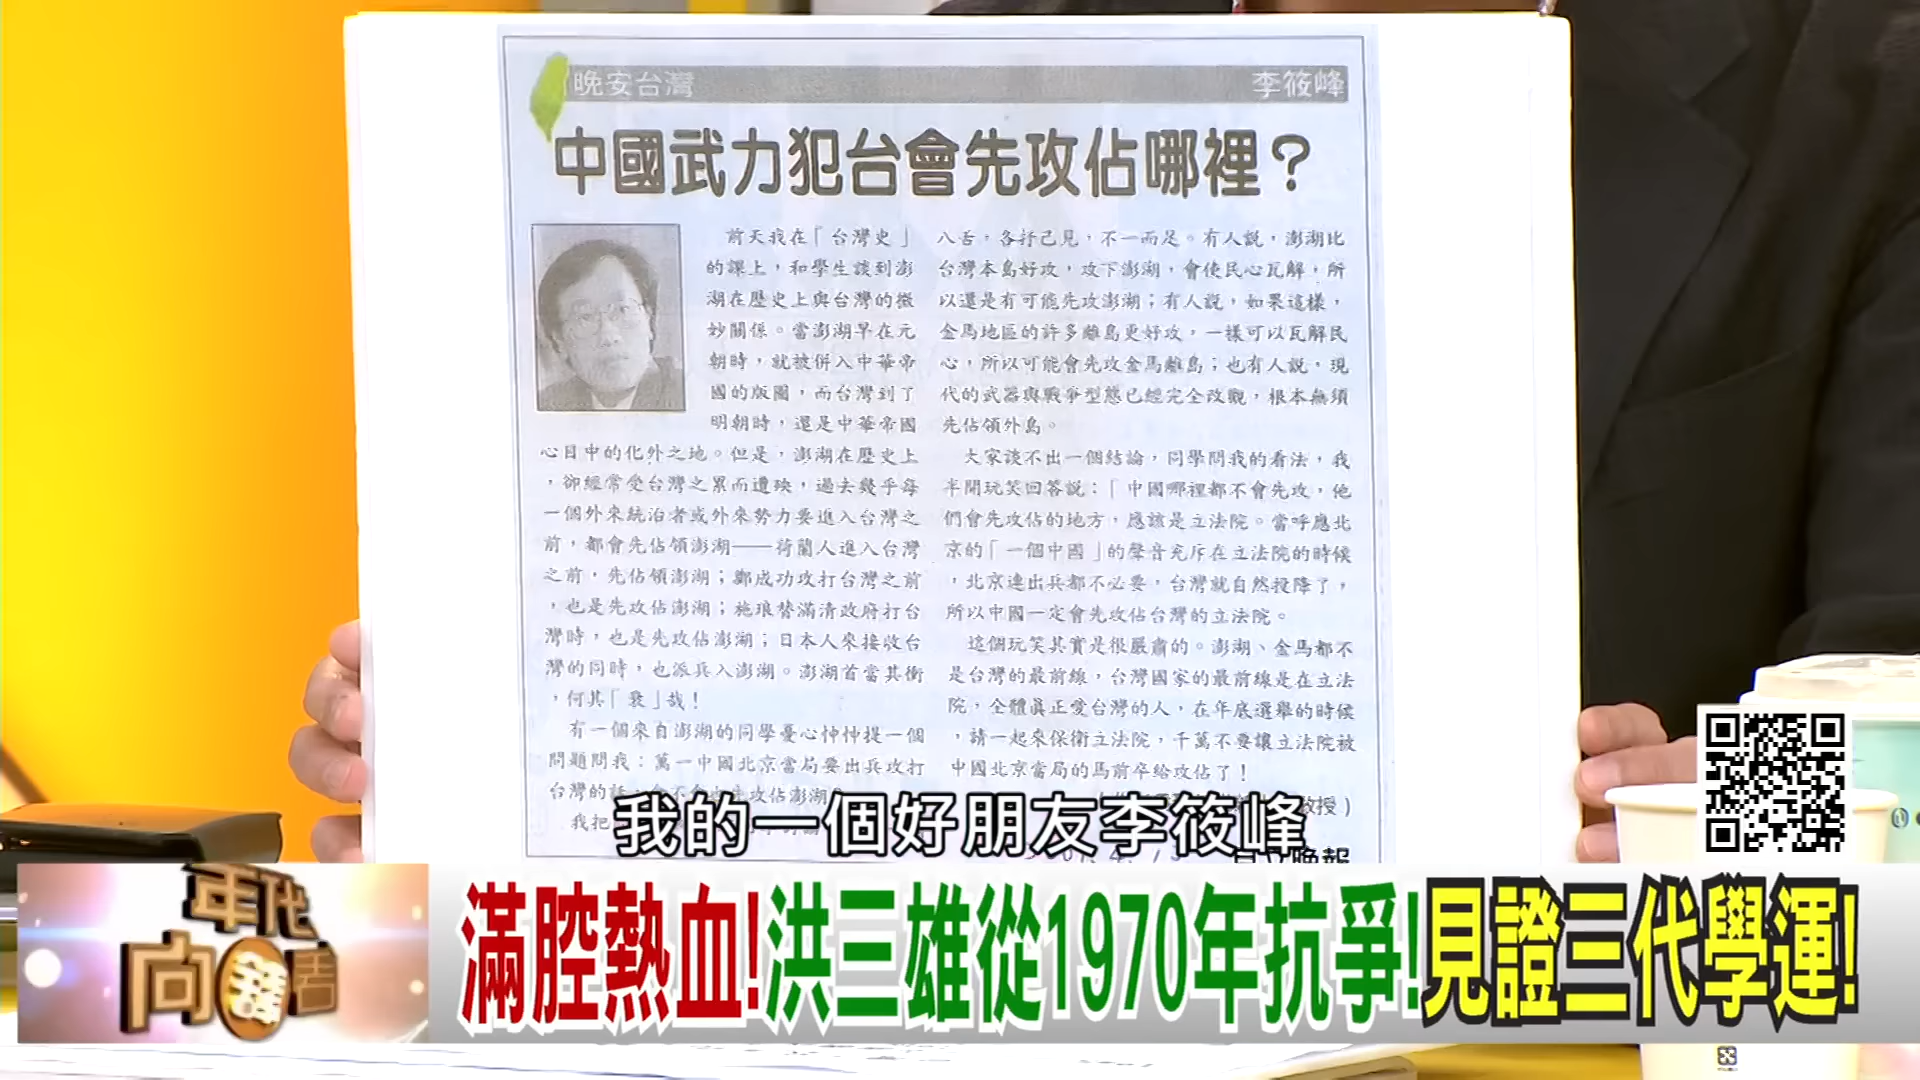 晚安台灣
李筱峰
中國武力犯台會先攻佔哪裡？
前天我在「台灣史」
的課上，和學生談到澎
湖在歷史上與台灣的微
妙關係。當澎湖早在元
朝時，就被併入中華帝
國的版圖，而台灣到了
明朝時，還是中華帝國
心目中的化外之地。但是，澎湖在歷史上
，卻經常受台灣之累而遭殃，過去幾乎每
一個外來統治者或外來勢力要進入台灣之
前，都會先佔領澎湖──荷蘭人進入台灣
之前，先佔領澎湖；鄭成功攻打台灣之前
，也是先攻佔澎湖；施琅替滿清政府打台
灣時，也是先攻佔澎湖；日本人來接收台
灣的同時，也派兵入澎湖。澎湖首當其衝
，何其「衰」哉！
有一個來自澎湖的同學憂心忡忡提一個
問題問我：萬一中國北京當局要出兵攻打
台灣的話，會不會也先攻佔澎湖？
我把
八舌，各抒己見，不一而足。有人說，澎湖比
台灣本島好攻，攻下澎湖，會使民心瓦解，所
以還是有可能先攻澎湖；有人說，如果這樣，
金馬地區的許多離島更好攻，一樣可以瓦解民
心，所以可能會先攻金馬離島；也有人說，現
代的武器與戰爭型態已經完全改觀，根本無須
先佔領外島。
大家談不出一個結論，同學問我的看法，我
半開玩笑回答說：「中國哪裡都不會先攻，他
們會先攻佔的地方，應該是立法院。當呼應北
京的「一個中國」的聲音充斥在立法院的時候
，北京連出兵都不必要，台灣就自然投降了，
所以中國一定會先攻佔台灣的立法院。
這個玩笑其實是很嚴肅的。澎湖、金馬都不
是台灣的最前線，台灣國家的最前線是在立法
院，全體真正愛台灣的人，在年底選舉的時候
，請一起來保衛立法院，千萬不要讓立法院被
中國北京當局的馬前卒給攻佔了！
教授）
我的一個好朋友李筱峰
年代
向錢看
滿腔熱血!洪三雄從1970年抗爭!見證三代學運!